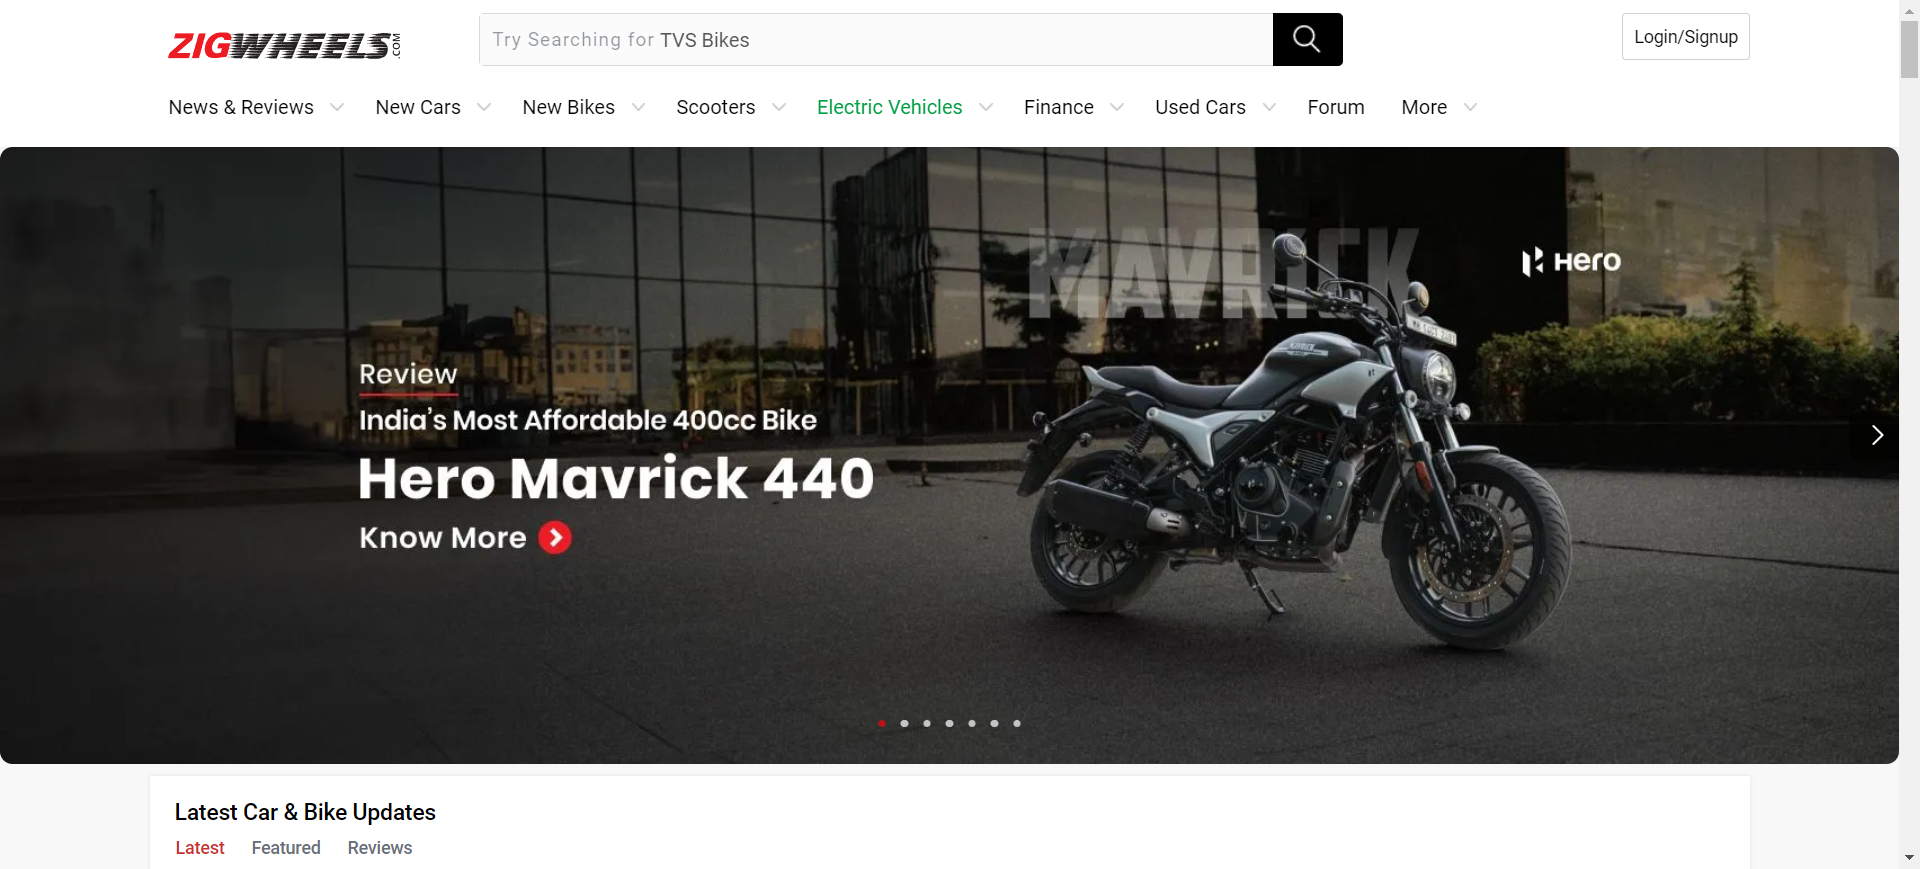 ZIGWHEELS.COM
Try Searching for TVS Bikes
Login/Signup
News & Reviews New Cars New Bikes Scooters Electric Vehicles Finance Used Cars Forum More
MAVRICK
Hero
Review
India's Most Affordable 400cc Bike
Hero Mavrick 440
Know More
Latest Car & Bike Updates
Latest Featured Reviews